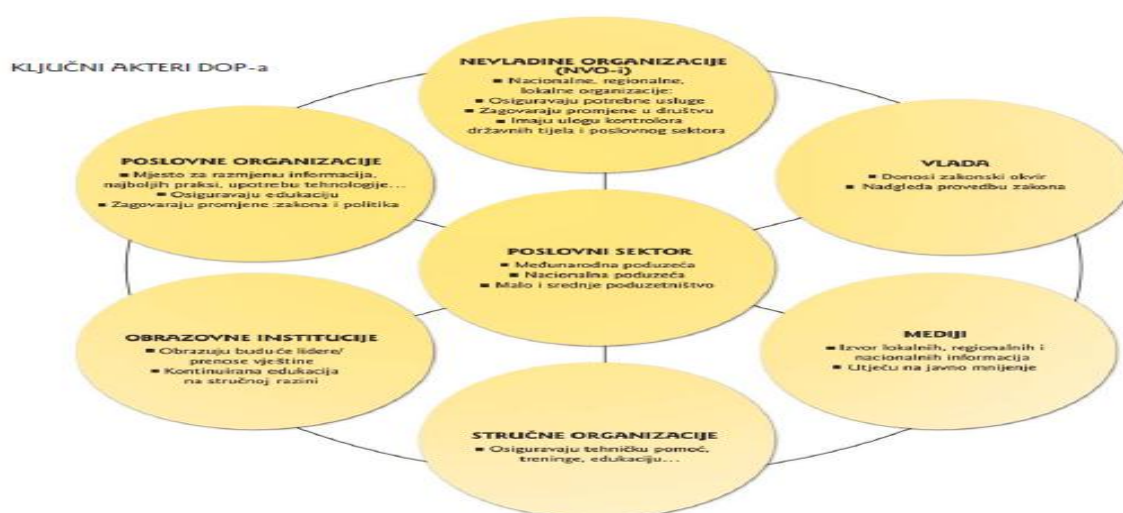 KLJUČNI AKTERI DOP-a
NEVLADINE ORGANIZACIJE
(NVO-i)
▪ Nacionalne, regionalne,
lokalne organizacije:
▪ Osiguravaju potrebne usluge
▪ Zagovaraju promjene u društvu
▪ Imaju ulogu kontrolora
državnih tijela i poslovnog sektora
POSLOVNE ORGANIZACIJE
▪ Mjesto za razmjenu informacija,
najboljih praksi, upotrebu tehnologije...
▪ Osiguravaju edukaciju
▪ Zagovaraju promjene zakona i politika
VLADA
▪ Donosi zakonski okvir
▪ Nadgleda provedbu zakona
POSLOVNI SEKTOR
▪ Međunarodna poduzeća
▪ Nacionalna poduzeća
▪ Malo i srednje poduzetništvo
OBRAZOVNE INSTITUCIJE
▪ Obrazuju buduće lidere/
prenose vještine
▪ Kontinuirana edukacija
na stručnoj razini
MEDIJI
▪ Izvor lokalnih, regionalnih i
nacionalnih informacija
▪ Utječu na javno mnijenje
STRUČNE ORGANIZACIJE
▪ Osiguravaju tehničku pomoć,
treninge, edukaciju...